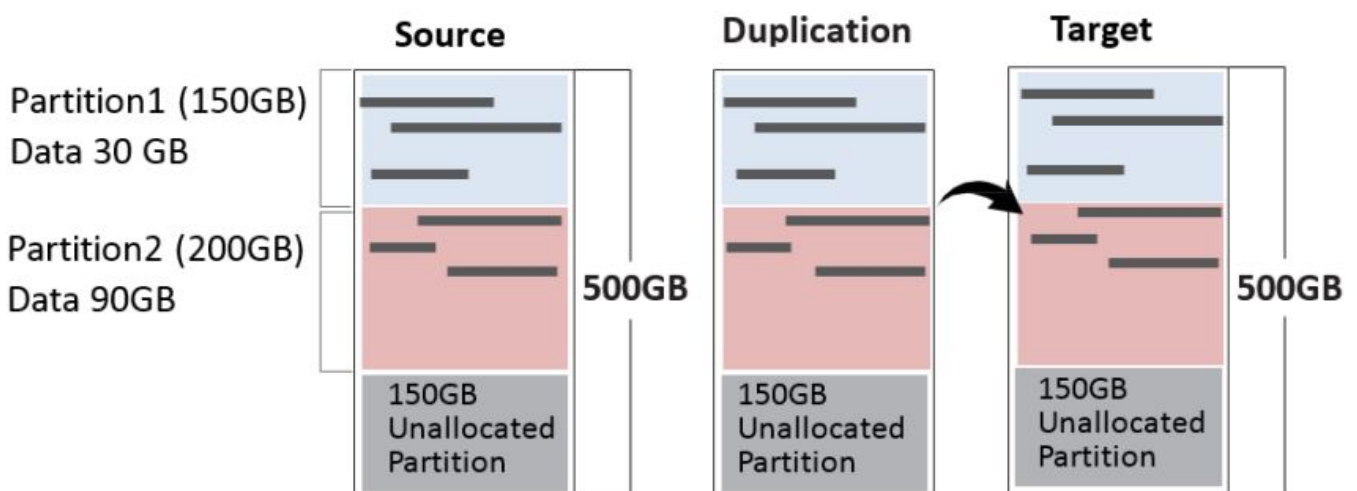 Source
Duplication
Target
Partition1 (150GB)
Data 30 GB
Partition2 (200GB)
Data 90GB
500GB
500GB
150GB
Unallocated
Partition
150GB
Unallocated
Partition
150GB
Unallocated
Partition